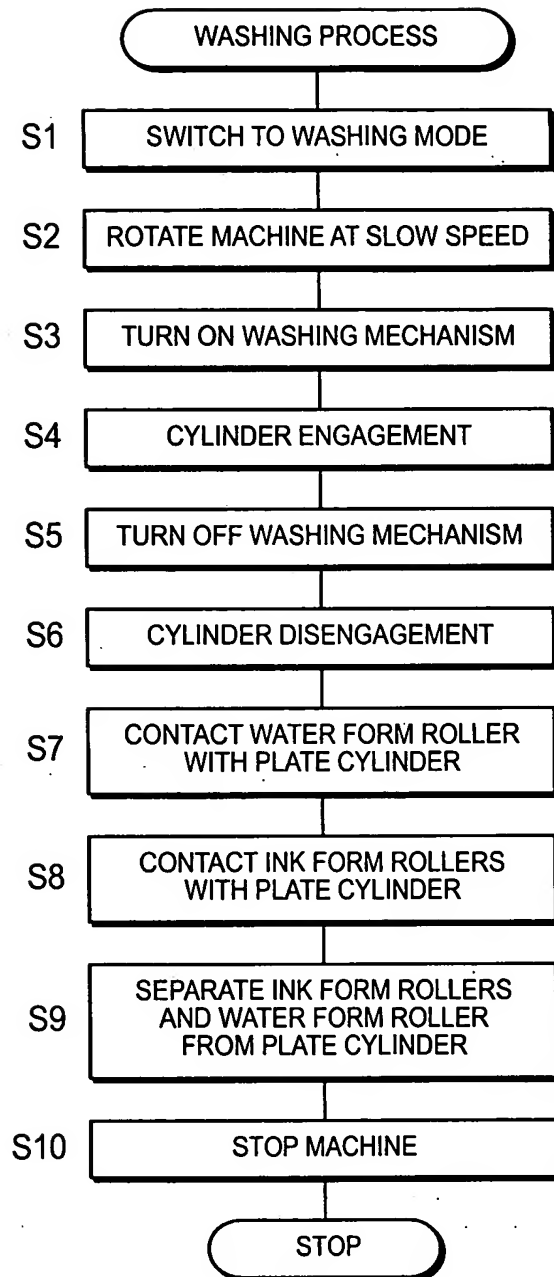 WASHING PROCESS
S1 SWITCH TO WASHING MODE
S2 ROTATE MACHINE AT SLOW SPEED
S3 TURN ON WASHING MECHANISM
S4 CYLINDER ENGAGEMENT
S5 TURN OFF WASHING MECHANISM
S6 CYLINDER DISENGAGEMENT
S7 CONTACT WATER FORM ROLLER
WITH PLATE CYLINDER
S8 CONTACT INK FORM ROLLERS
WITH PLATE CYLINDER
S9 SEPARATE INK FORM ROLLERS
AND WATER FORM ROLLER
FROM PLATE CYLINDER
S10 STOP MACHINE
STOP